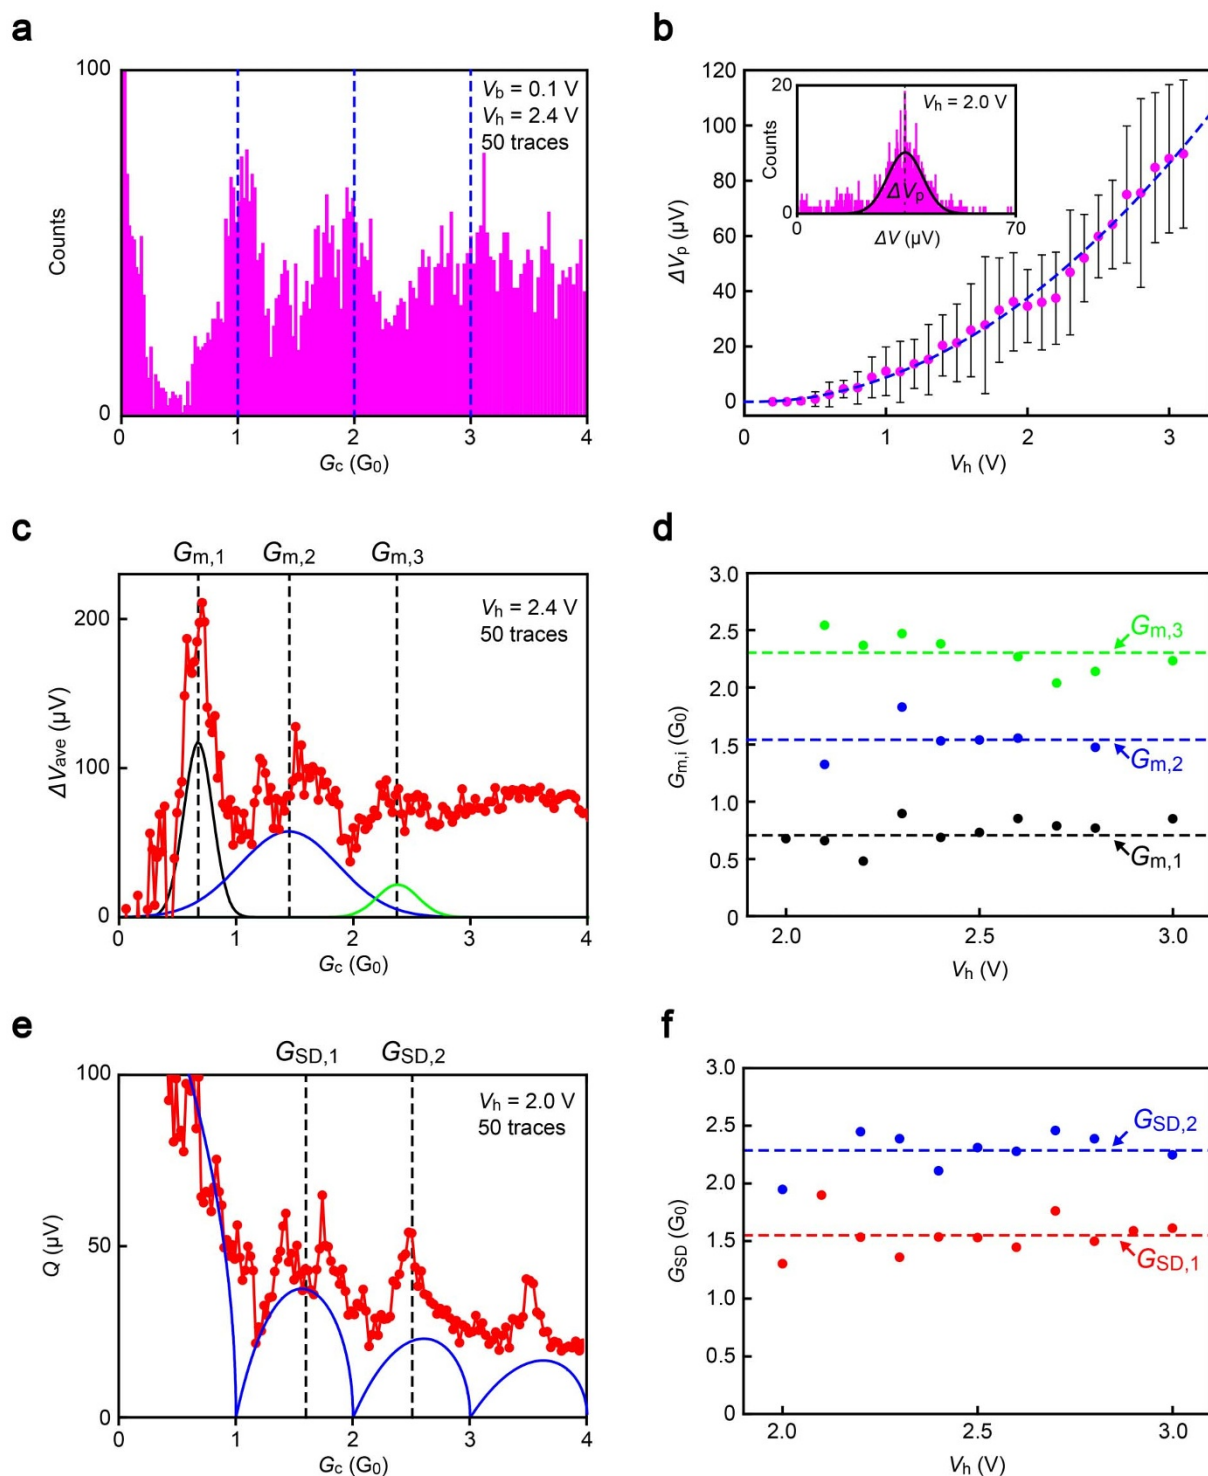 a
100
V_b = 0.1 V
V_h = 2.4 V
50 traces
Counts
0
0 1 2 3 4
G_c (G_0)
b
120
100
80
60
40
20
0
ΔV_p (μV)
0 1 2 3
V_h (V)
20
V_h = 2.0 V
Counts
ΔV_p
0
0 70
ΔV (μV)
c
G_m,1 G_m,2 G_m,3
200
100
0
V_h = 2.4 V
50 traces
ΔV_ave (μV)
0 1 2 3 4
G_c (G_0)
d
3.0
2.5
2.0
1.5
1.0
0.5
0
G_m,i (G_0)
G_m,3
G_m,2
G_m,1
2.0 2.5 3.0
V_h (V)
e
G_SD,1 G_SD,2
100
50
0
V_h = 2.0 V
50 traces
Q (μV)
0 1 2 3 4
G_c (G_0)
f
3.0
2.5
2.0
1.5
1.0
0.5
0.0
G_SD (G_0)
G_SD,2
G_SD,1
2.0 2.5 3.0
V_h (V)